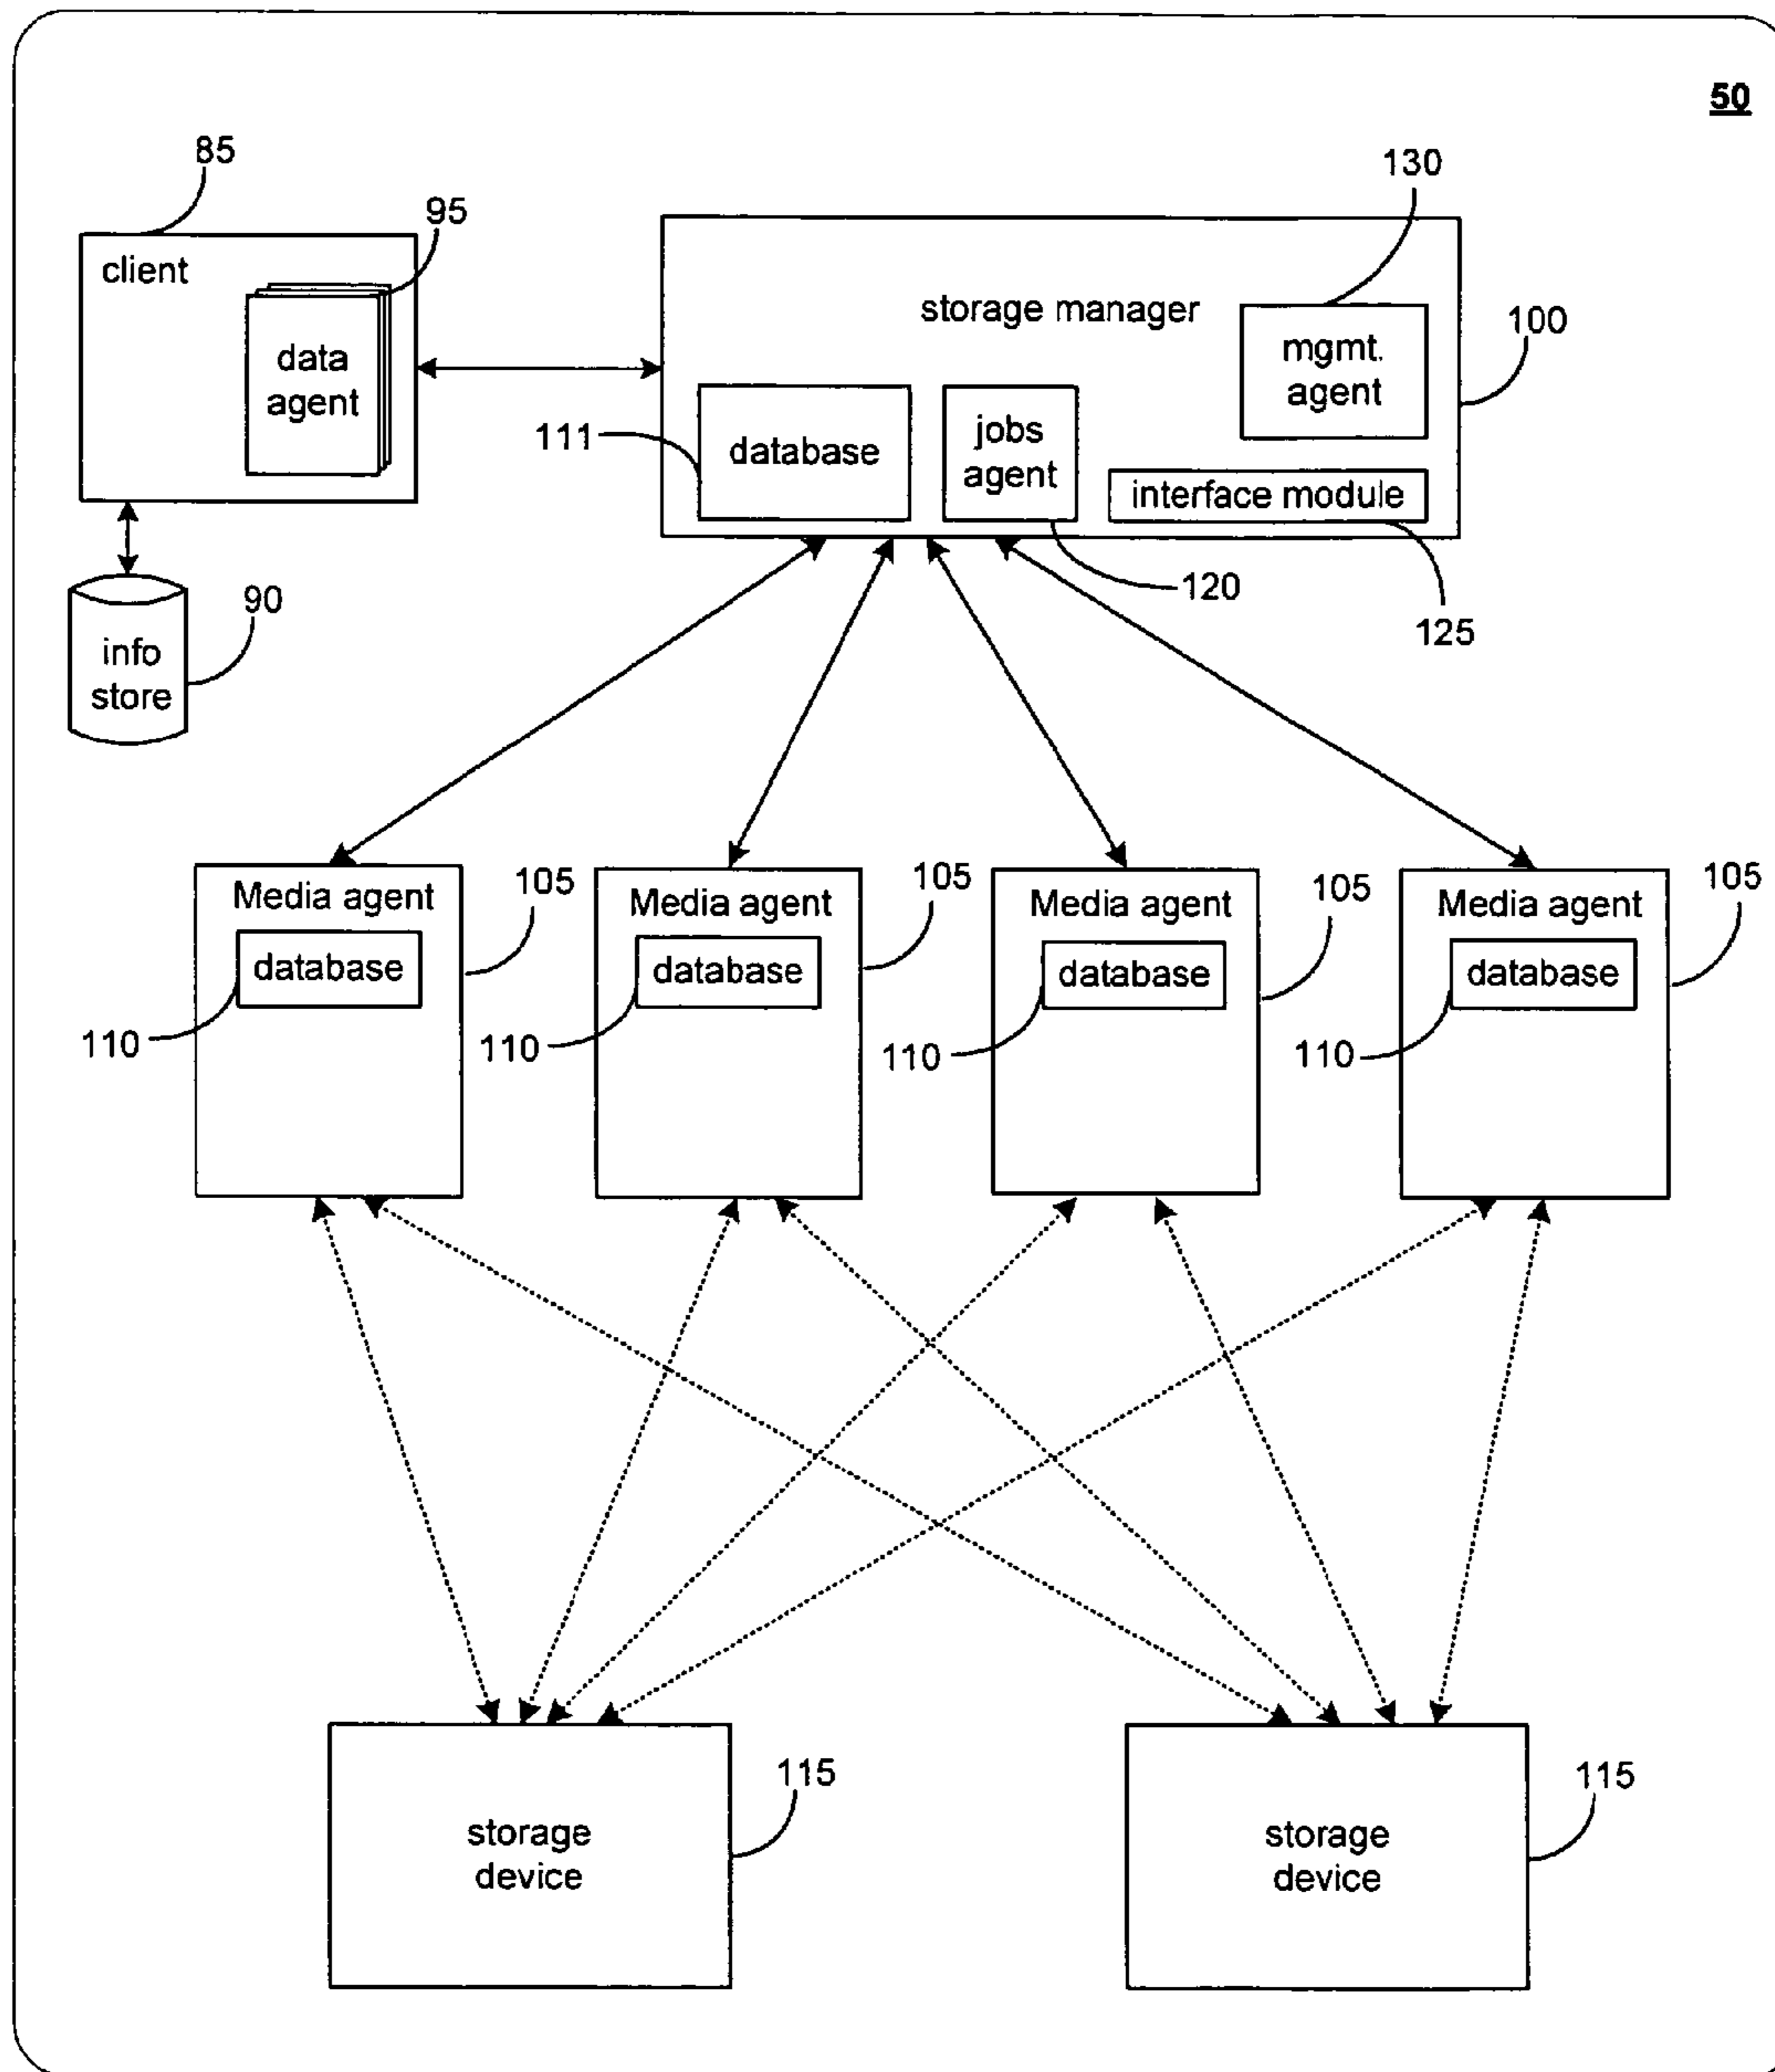 50
85
130
95
client
storage manager
100
data
agent
mgmt.
agent
111
database
jobs
agent
interface module
120
125
90
info
store
Media agent
105
Media agent
105
Media agent
105
Media agent
105
database
database
database
database
110
110
110
110
115
115
storage
device
storage
device